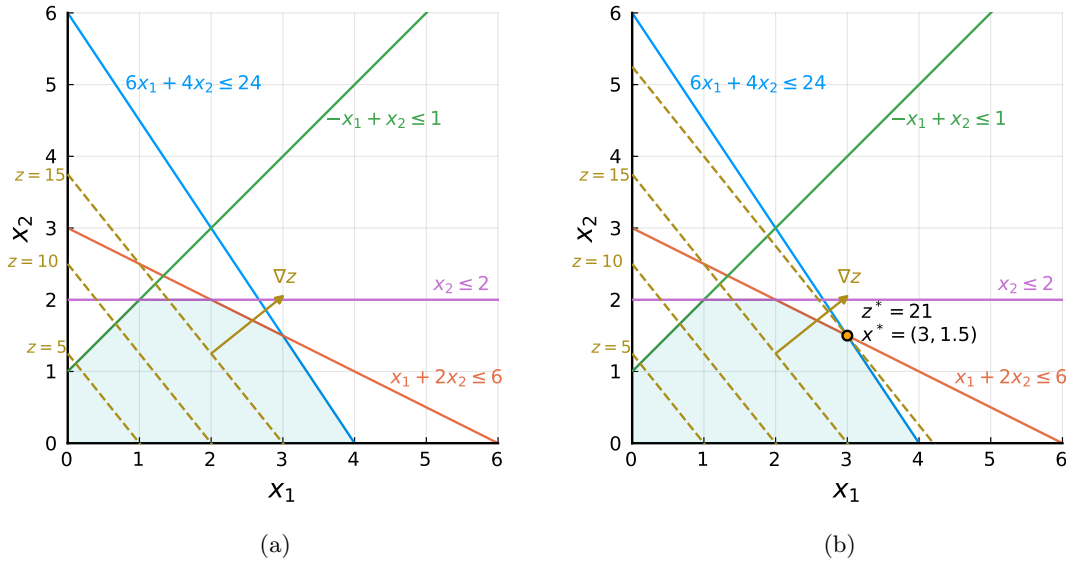 6
5
4
3
2
1
0
x₂
z = 15
z = 10
z = 5
6x₁ + 4x₂ ≤ 24
−x₁ + x₂ ≤ 1
∇z
x₂ ≤ 2
x₁ + 2x₂ ≤ 6
0 1 2 3 4 5 6
x₁
(a)
6
5
4
3
2
1
0
x₂
z = 15
z = 10
z = 5
6x₁ + 4x₂ ≤ 24
−x₁ + x₂ ≤ 1
∇z
x₂ ≤ 2
z* = 21
x* = (3, 1.5)
x₁ + 2x₂ ≤ 6
0 1 2 3 4 5 6
x₁
(b)